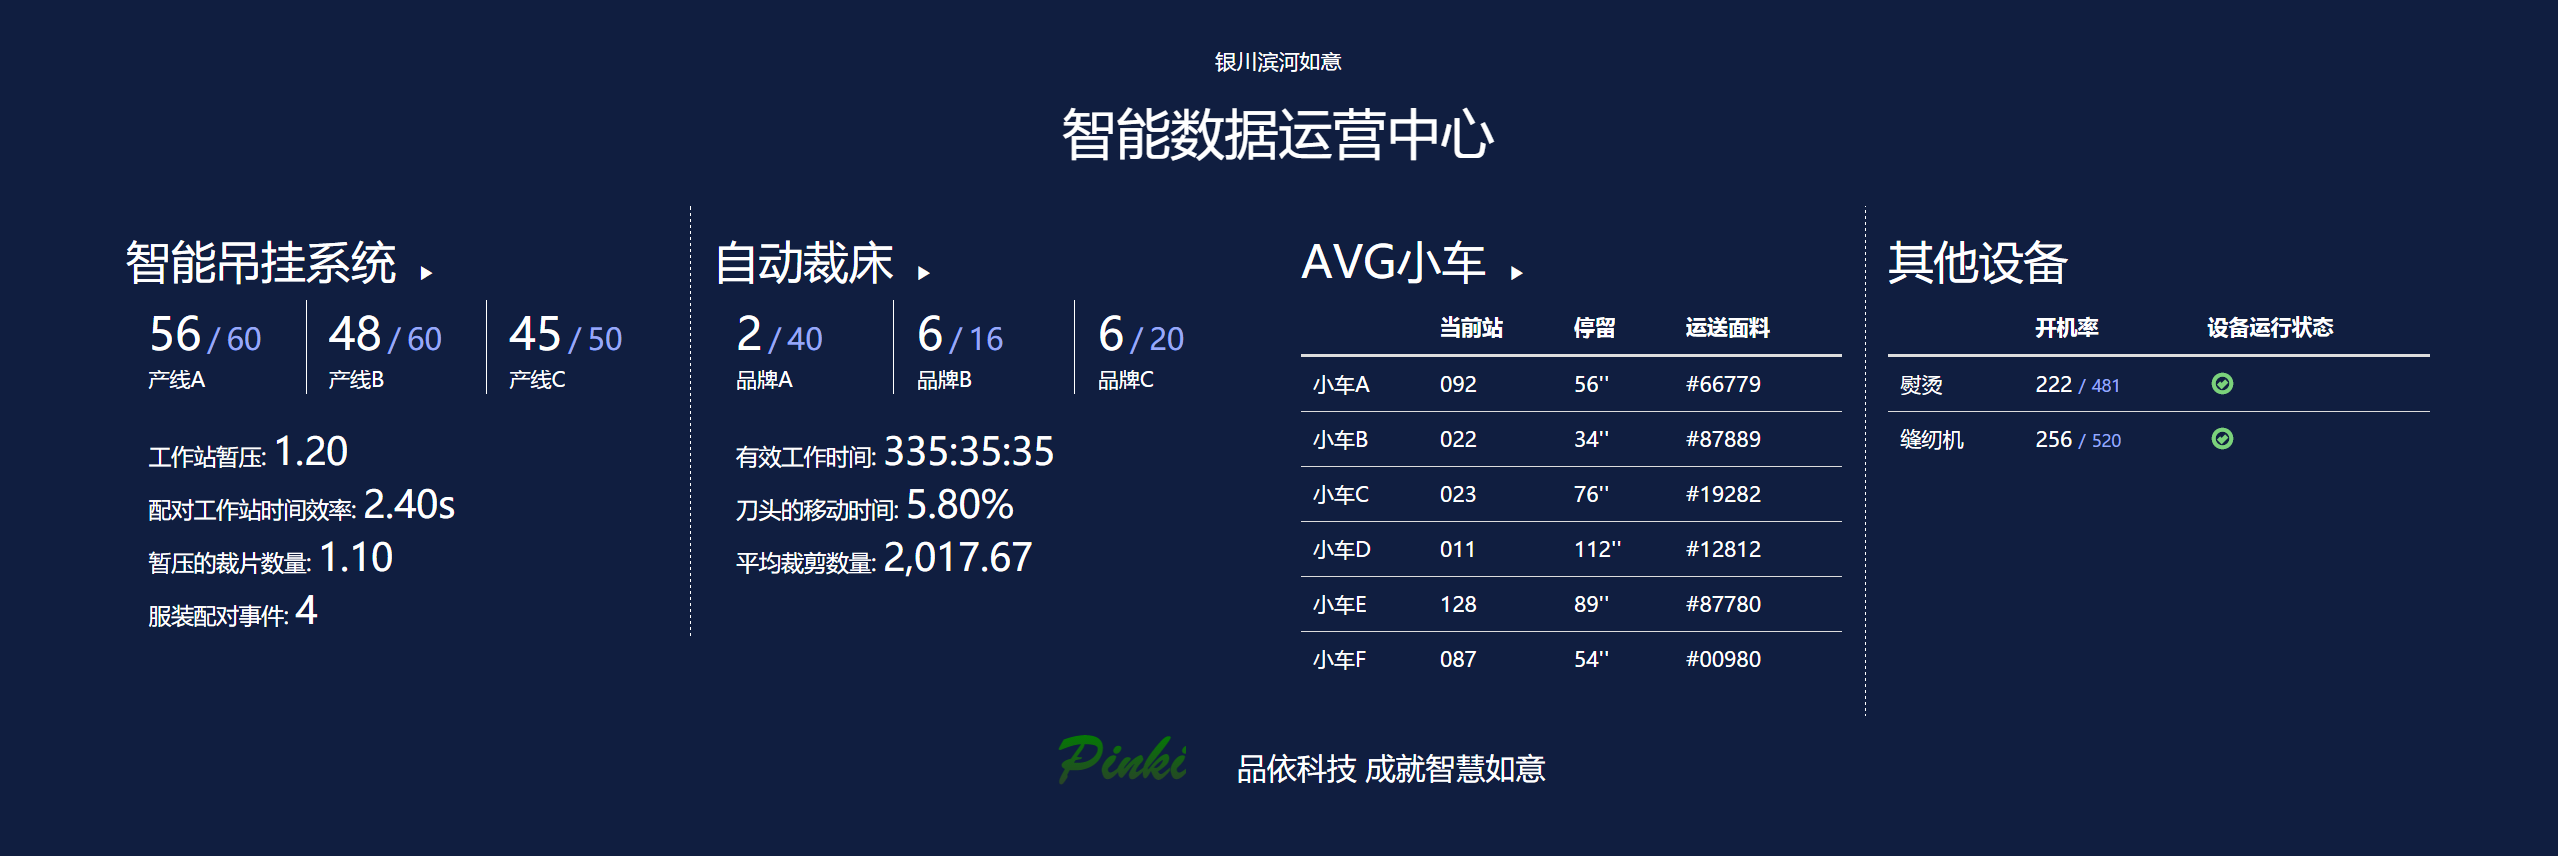 银川滨河如意
智能数据运营中心
智能吊挂系统
56 / 60
产线A
48 / 60
产线B
45 / 50
产线C
工作站暂压: 1.20
配对工作站时间效率: 2.40s
暂压的裁片数量: 1.10
服装配对事件: 4
自动裁床
2 / 40
品牌A
6 / 16
品牌B
6 / 20
品牌C
有效工作时间: 335:35:35
刀头的移动时间: 5.80%
平均裁剪数量: 2,017.67
AVG小车
当前站 停留 运送面料
小车A 092 56'' #66779
小车B 022 34'' #87889
小车C 023 76'' #19282
小车D 011 112'' #12812
小车E 128 89'' #87780
小车F 087 54'' #00980
其他设备
开机率 设备运行状态
熨烫 222 / 481
缝纫机 256 / 520
Pinki
品依科技 成就智慧如意